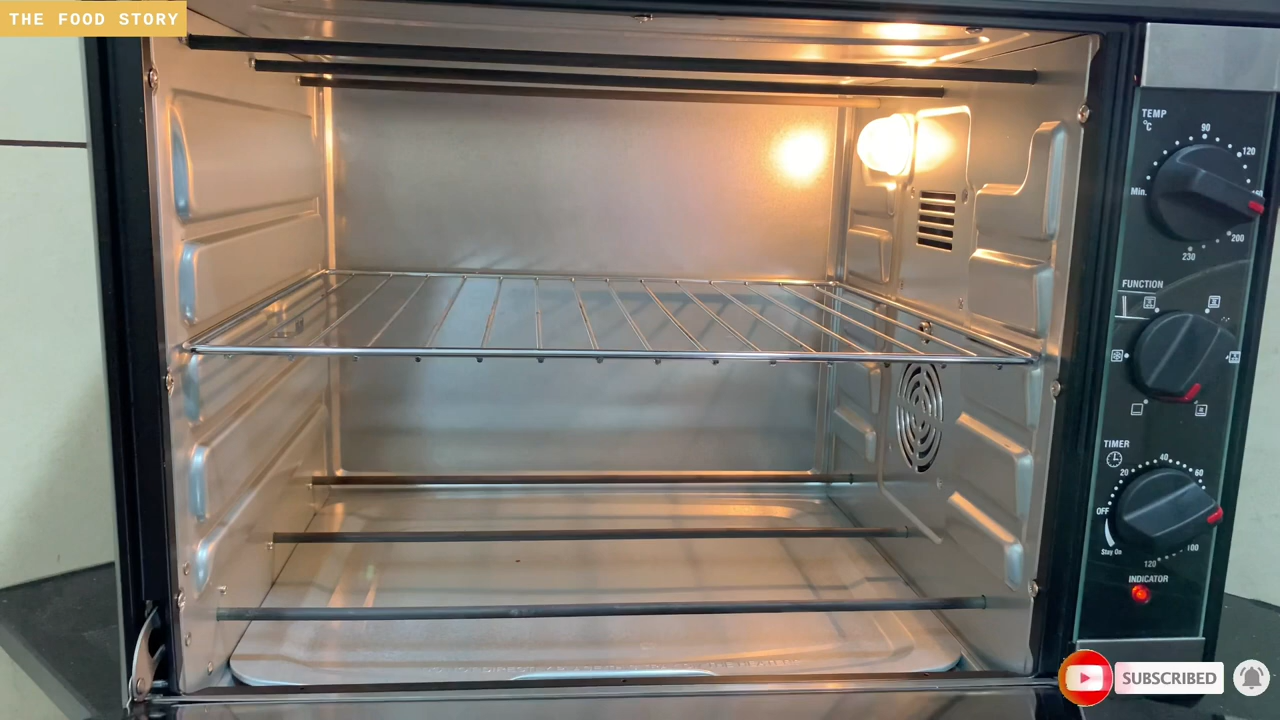 THE FOOD STORY
TEMP
°C
90
120
Min.
200
230
FUNCTION
TIMER
40
20
60
OFF
100
Stay On
120
INDICATOR
SUBSCRIBED